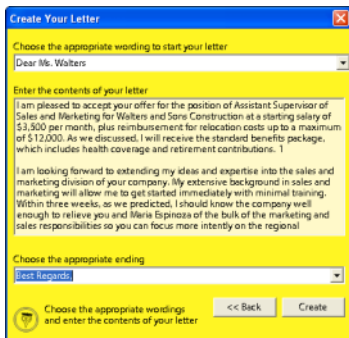 Create Your Letter
Choose the appropriate wording to start your letter
Dear Ms. Walters
Enter the contents of your letter
I am pleased to accept your offer for the position of Assistant Supervisor of
Sales and Marketing for Walters and Sons Construction at a starting salary of
$3,500 per month, plus reimbursement for relocation costs up to a maximum
of $12,000. As we discussed, I will receive the standard benefits package,
which includes health coverage and retirement contributions. 1
I am looking forward to extending my ideas and expertise into the sales and
marketing division of your company. My extensive background in sales and
marketing will allow me to get started immediately with minimal training.
Within three weeks, as we predicted, I should know the company well
enough to relieve you and Maria Espinoza of the bulk of the marketing and
sales responsibilities so you can focus more intently on the regional
Choose the appropriate ending
Best Regards,
Choose the appropriate wordings
and enter the contents of your letter
<< Back
Create